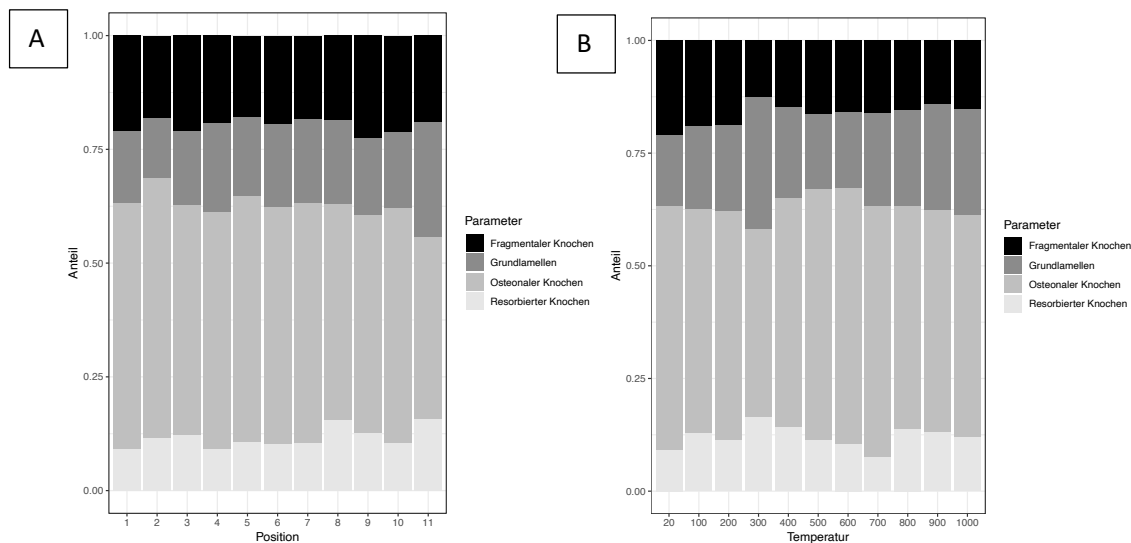 A
1.00
0.75
0.50
0.25
0.00
Anteil
1 2 3 4 5 6 7 8 9 10 11
Position
Parameter
Fragmentaler Knochen
Grundlamellen
Osteonaler Knochen
Resorbierter Knochen
B
1.00
0.75
0.50
0.25
0.00
Anteil
20 100 200 300 400 500 600 700 800 900 1000
Temperatur
Parameter
Fragmentaler Knochen
Grundlamellen
Osteonaler Knochen
Resorbierter Knochen